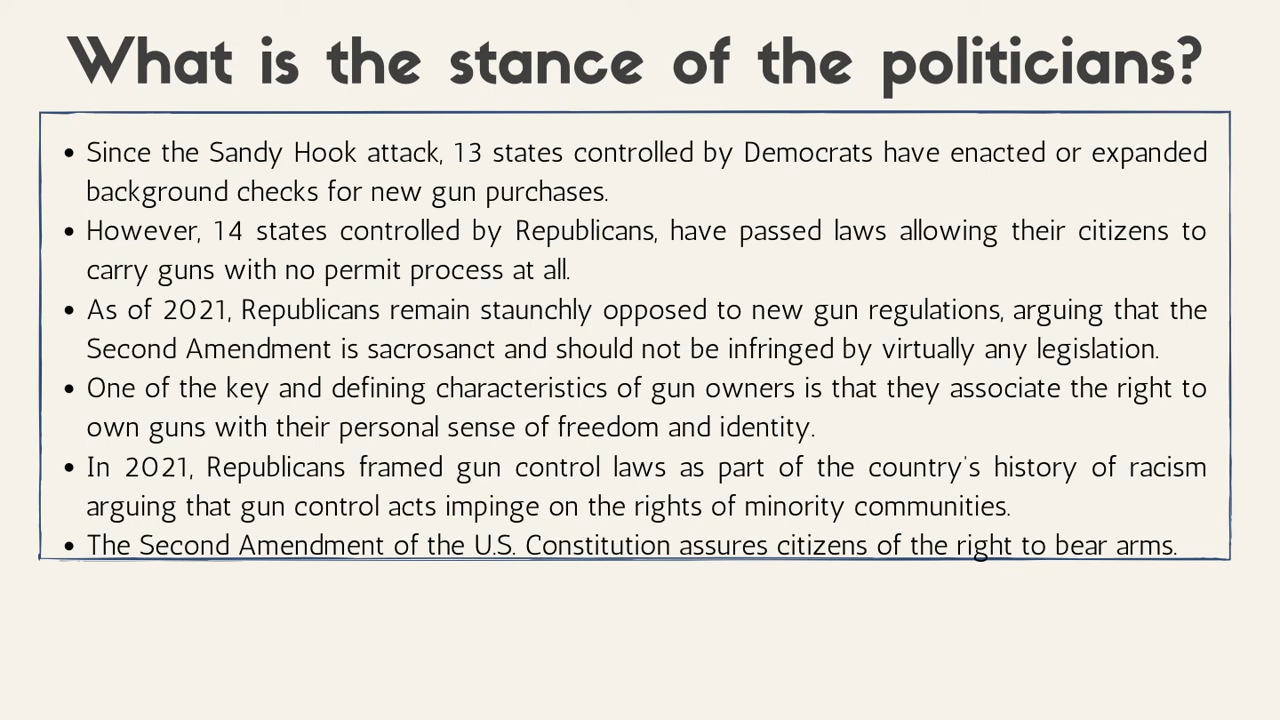 What is the stance of the politicians?
• Since the Sandy Hook attack, 13 states controlled by Democrats have enacted or expanded
background checks for new gun purchases.
• However, 14 states controlled by Republicans, have passed laws allowing their citizens to
carry guns with no permit process at all.
• As of 2021, Republicans remain staunchly opposed to new gun regulations, arguing that the
Second Amendment is sacrosanct and should not be infringed by virtually any legislation.
• One of the key and defining characteristics of gun owners is that they associate the right to
own guns with their personal sense of freedom and identity.
• In 2021, Republicans framed gun control laws as part of the country's history of racism
arguing that gun control acts impinge on the rights of minority communities.
• The Second Amendment of the U.S. Constitution assures citizens of the right to bear arms.